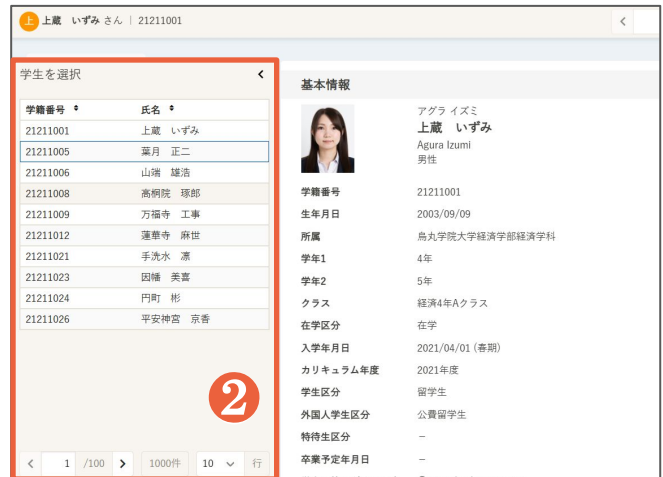 上 上蔵　いずみ さん | 21211001
学生を選択
学籍番号 氏名
21211001 上蔵　いずみ
21211005 葉月　正二
21211006 山端　雄浩
21211008 高桐院　琢郎
21211009 万福寺　工事
21211012 蓮華寺　麻世
21211021 手洗水　凛
21211023 因幡　美喜
21211024 円町　彬
21211026 平安神宮　京香
2
1 /100 1000件 10 行
基本情報
アグラ イズミ
上蔵　いずみ
Agura Izumi
男性
学籍番号 21211001
生年月日 2003/09/09
所属 烏丸学院大学経済学部経済学科
学年1 4年
学年2 5年
クラス 経済4年Aクラス
在学区分 在学
入学年月日 2021/04/01 (春期)
カリキュラム年度 2021年度
学生区分 留学生
外国人学生区分 公費留学生
特待生区分 −
卒業予定年月日 −